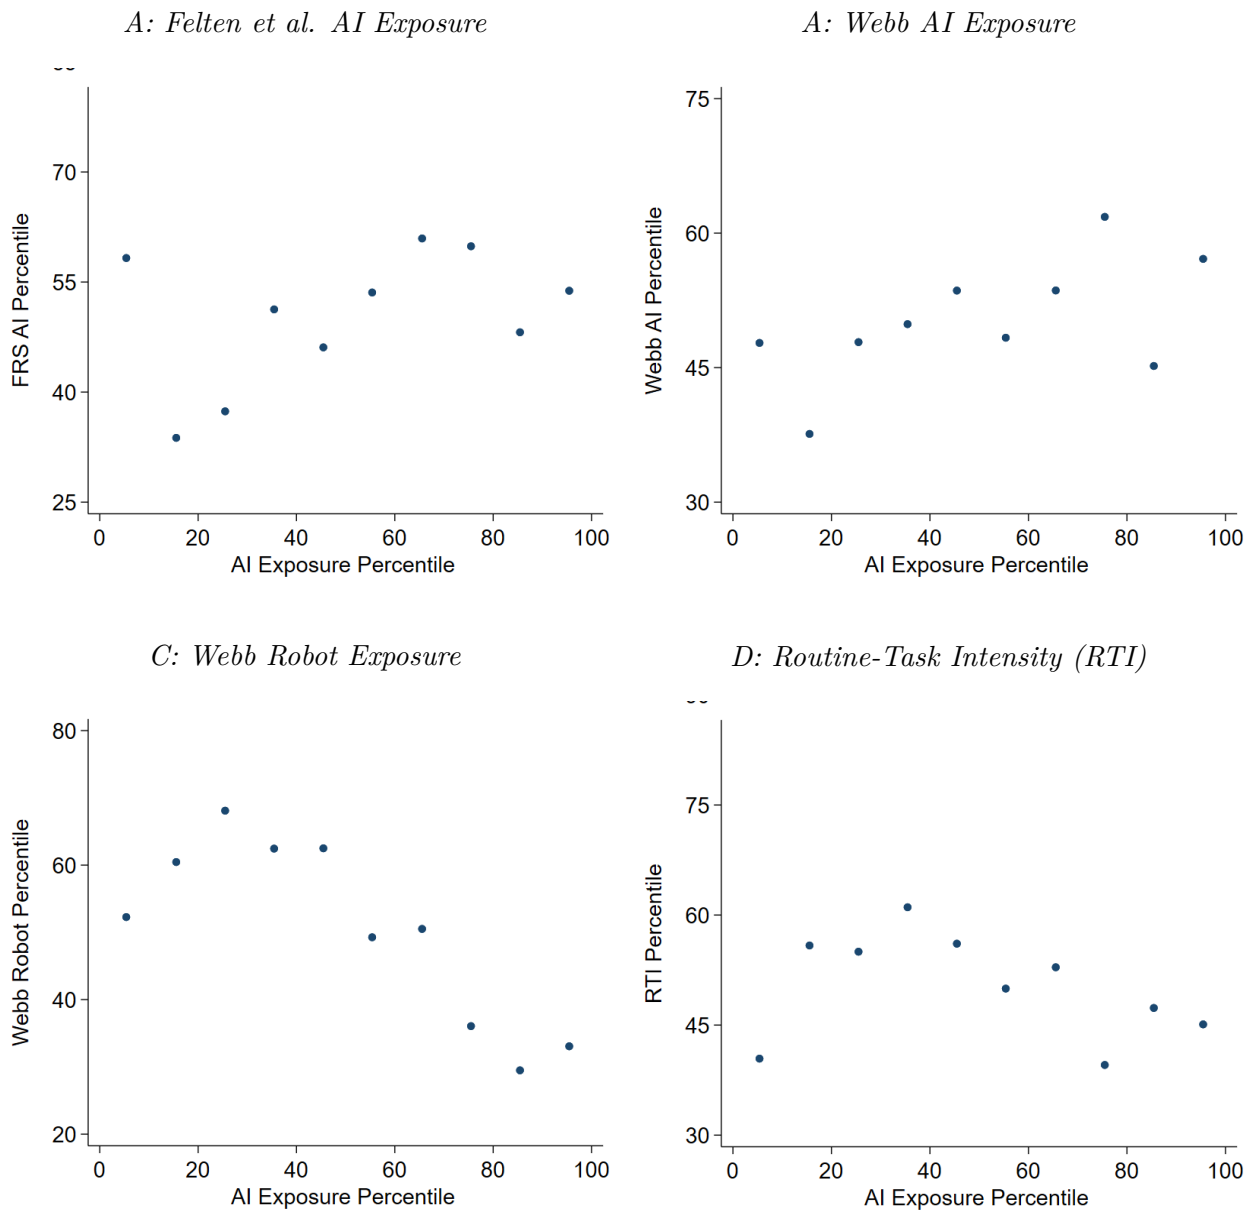 A: Felten et al. AI Exposure
70
55
40
25
FRS AI Percentile
0 20 40 60 80 100
AI Exposure Percentile
A: Webb AI Exposure
75
60
45
30
Webb AI Percentile
0 20 40 60 80 100
AI Exposure Percentile
C: Webb Robot Exposure
80
60
40
20
Webb Robot Percentile
0 20 40 60 80 100
AI Exposure Percentile
D: Routine-Task Intensity (RTI)
75
60
45
30
RTI Percentile
0 20 40 60 80 100
AI Exposure Percentile